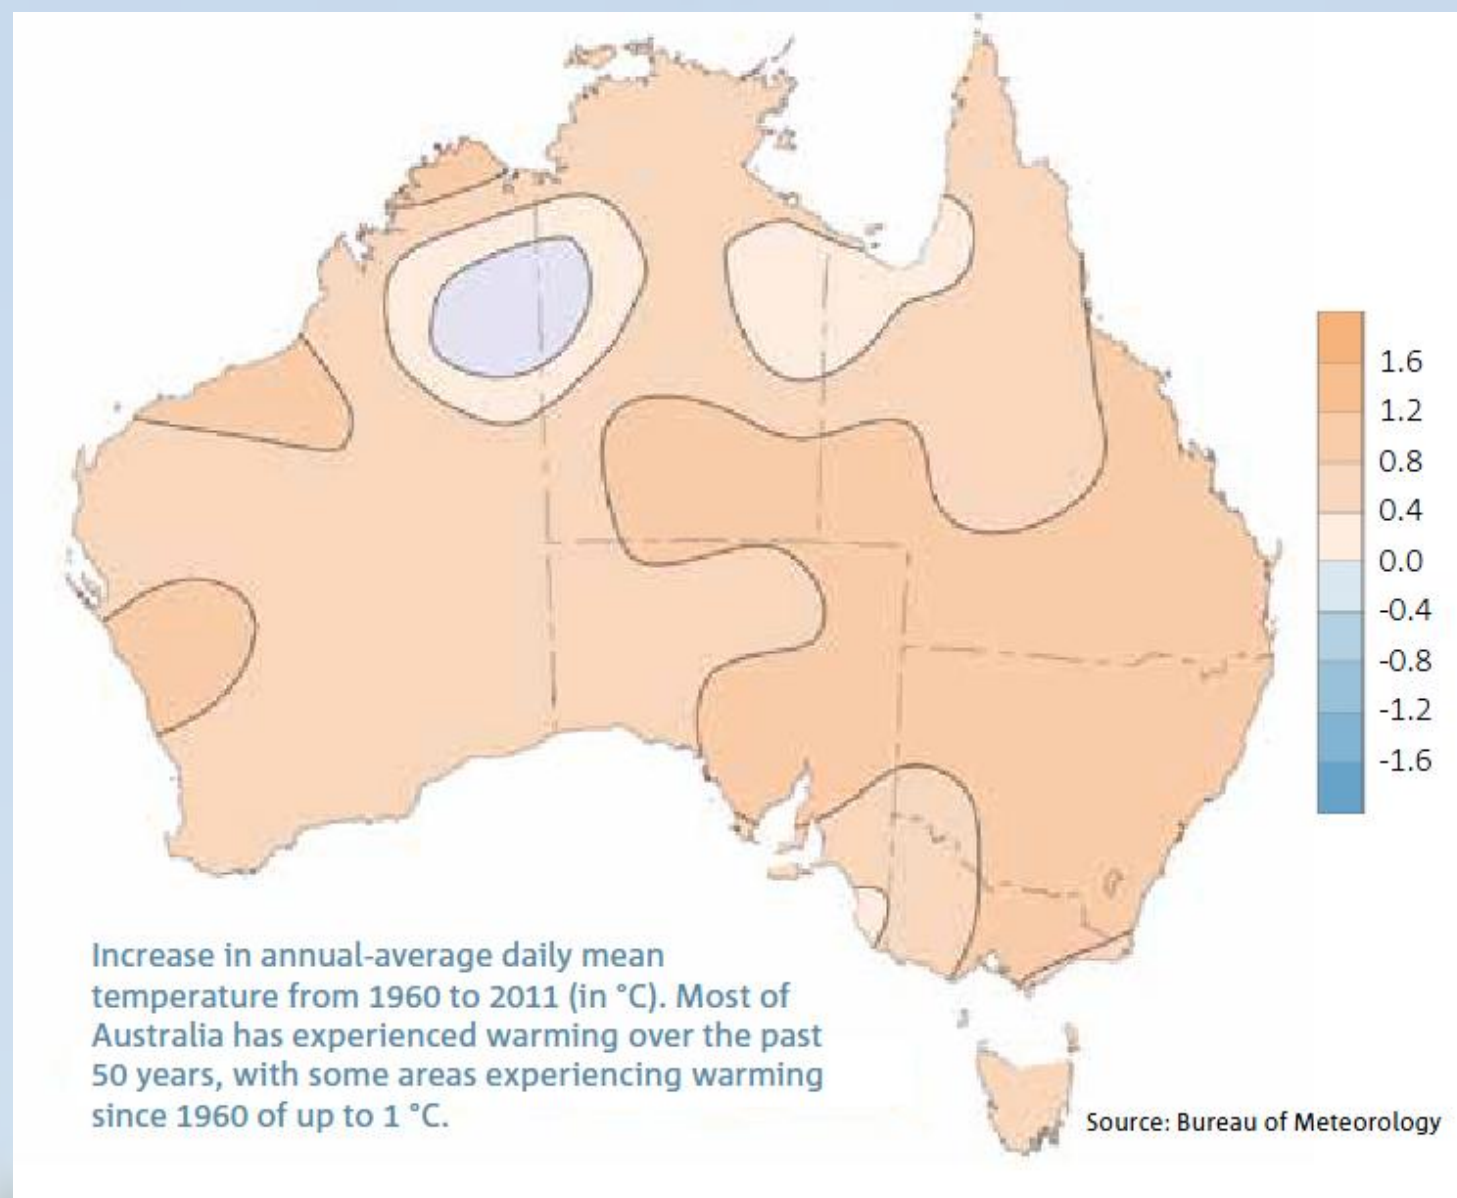 1.6
1.2
0.8
0.4
0.0
-0.4
-0.8
-1.2
-1.6
Increase in annual-average daily mean
temperature from 1960 to 2011 (in °C). Most of
Australia has experienced warming over the past
50 years, with some areas experiencing warming
since 1960 of up to 1 °C.
Source: Bureau of Meteorology